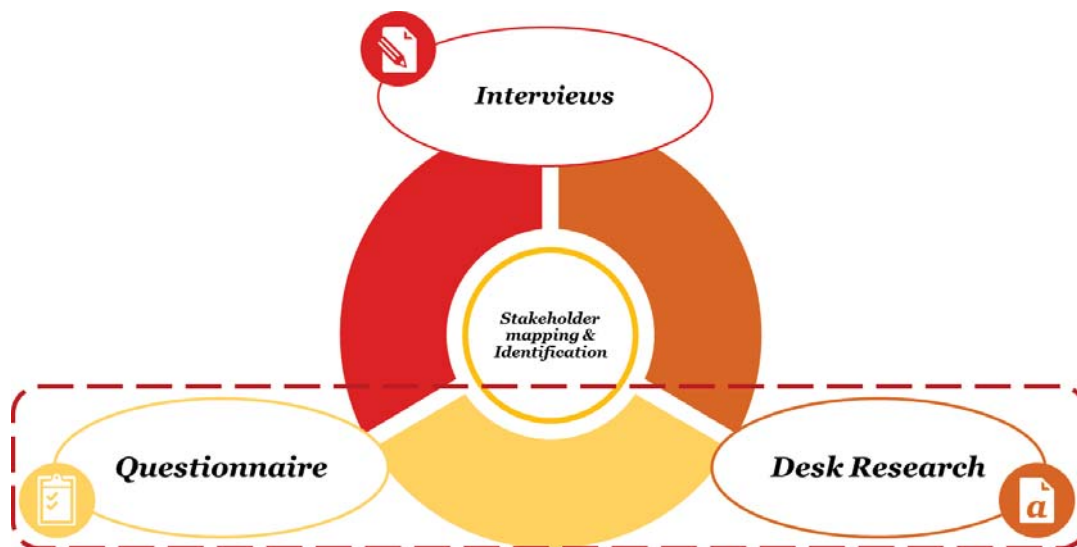 Interviews
Stakeholder
mapping &
Identification
Questionnaire
Desk Research
a